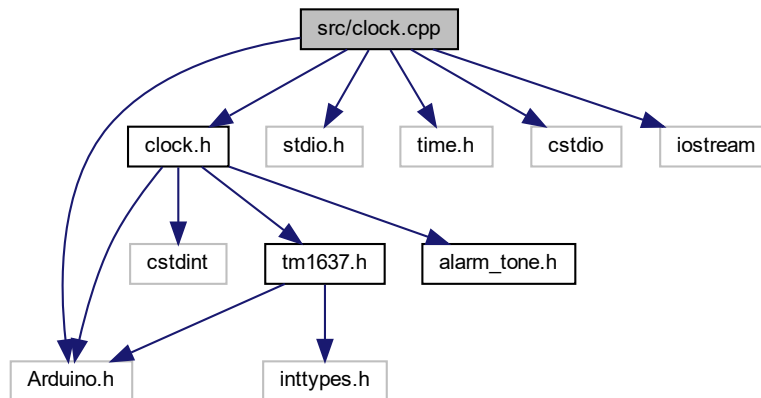 src/clock.cpp
clock.h
stdio.h
time.h
cstdio
iostream
cstdint
tm1637.h
alarm_tone.h
Arduino.h
inttypes.h